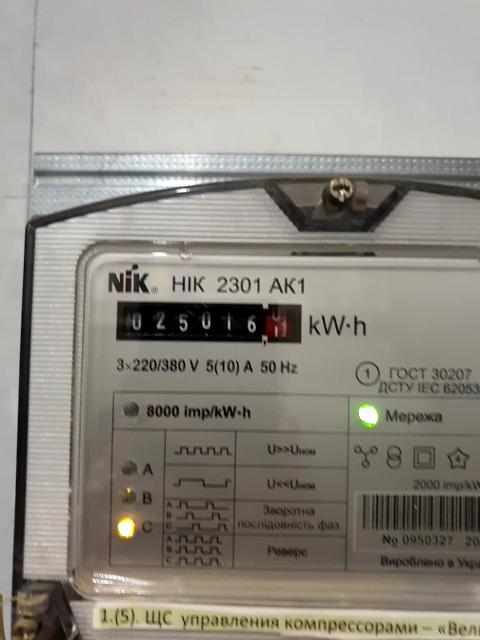 NiK® НІК 2301 АК1
025016 kW·h
3×220/380 V 5(10) A 50 Hz
1 ГОСТ 30207
ДСТУ IEC 62053
8000 imp/kW·h
Мережа
A
U>>Uном
B
U<<Uном
2000 imp/kW
C
A
B
C
Зворотна
послідовність фаз
A
B
C
Реверс
№ 0950327 20
Вироблено в Укра
1.(5). ЩС управления компрессорами – «Вел